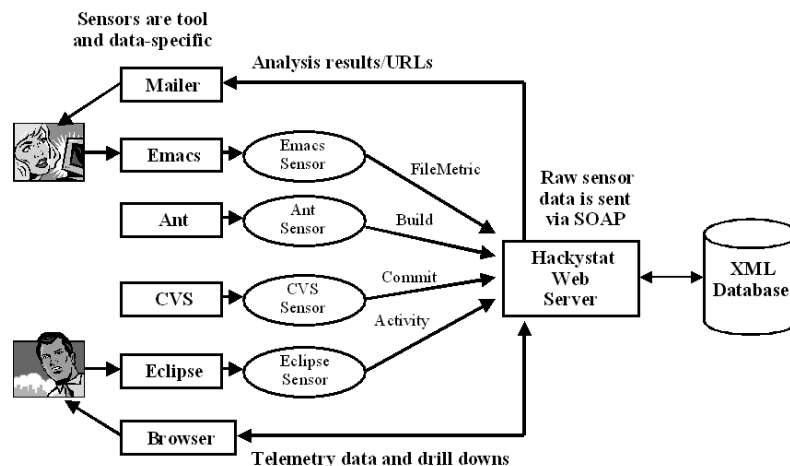 Sensors are tool
and data-specific
Analysis results/URLs
Mailer
Emacs
Emacs
Sensor
FileMetric
Raw sensor
data is sent
via SOAP
Ant
Ant
Sensor
Build
Hackystat
Web
Server
XML
Database
CVS
CVS
Sensor
Commit
Activity
Eclipse
Eclipse
Sensor
Browser
Telemetry data and drill downs